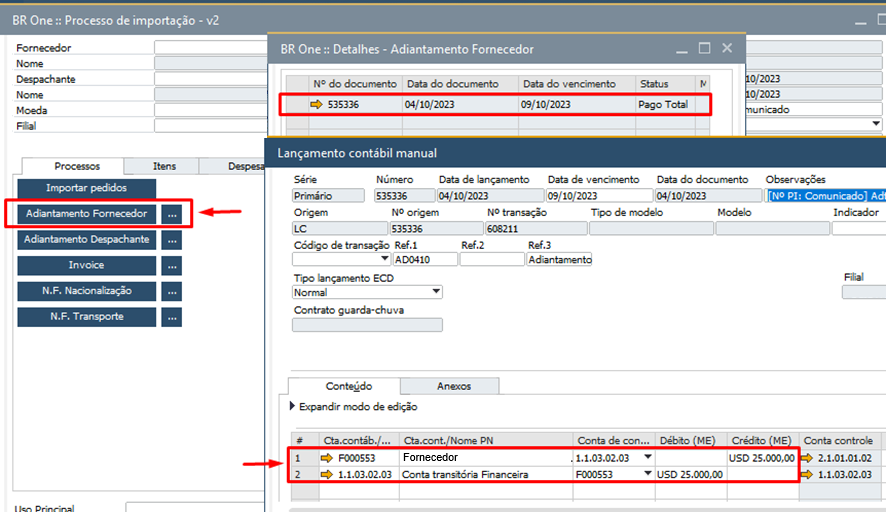 BR One :: Processo de importação - v2
Fornecedor
Nome
Despachante
Nome
Moeda
Filial
10/2023
10/2023
omunicado
BR One :: Detalhes - Adiantamento Fornecedor
Nº do documento Data do documento Data do vencimento Status M
535336 04/10/2023 09/10/2023 Pago Total
Processos Itens Despesa
Importar pedidos
Adiantamento Fornecedor ...
Adiantamento Despachante ...
Invoice ...
N.F. Nacionalização ...
N.F. Transporte ...
Uso Principal
Lançamento contábil manual
Série Número Data de lançamento Data de vencimento Data do documento Observações
Primário 535336 04/10/2023 09/10/2023 04/10/2023 [Nº PI: Comunicado] Adi
Origem Nº origem Nº transação Tipo de modelo Modelo Indicador
LC 535336 608211
Código de transação Ref.1 Ref.2 Ref.3
AD0410 Adiantamento
Tipo lançamento ECD Filial
Normal
Contrato guarda-chuva
Conteúdo Anexos
Expandir modo de edição
# Cta.contáb./... Cta.cont./Nome PN Conta de con... Débito (ME) Crédito (ME) Conta controle
1 F000553 Fornecedor . 1.1.03.02.03 USD 25.000,00 2.1.01.01.02
2 1.1.03.02.03 Conta transitória Financeira F000553 USD 25.000,00 1.1.03.02.03